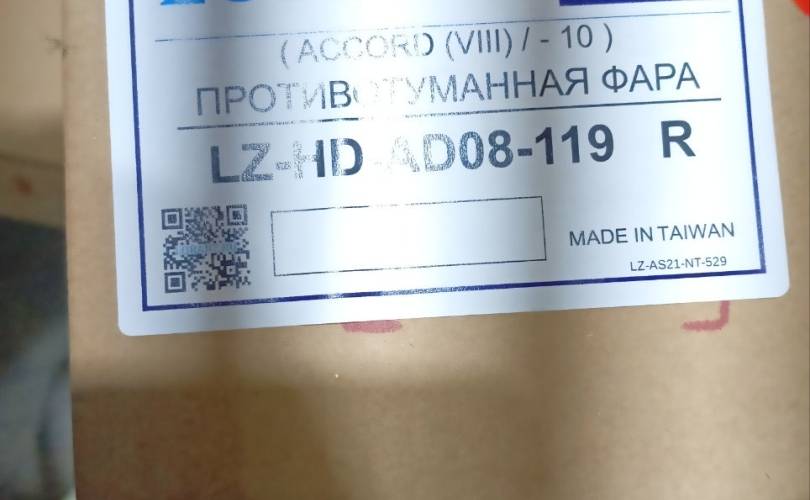 ( ACCORD (VIII) / - 10 )
ПРОТИВОТУМАННАЯ ФАРА
LZ-HD-AD08-119 R
MADE IN TAIWAN
LZ-AS21-NT-529